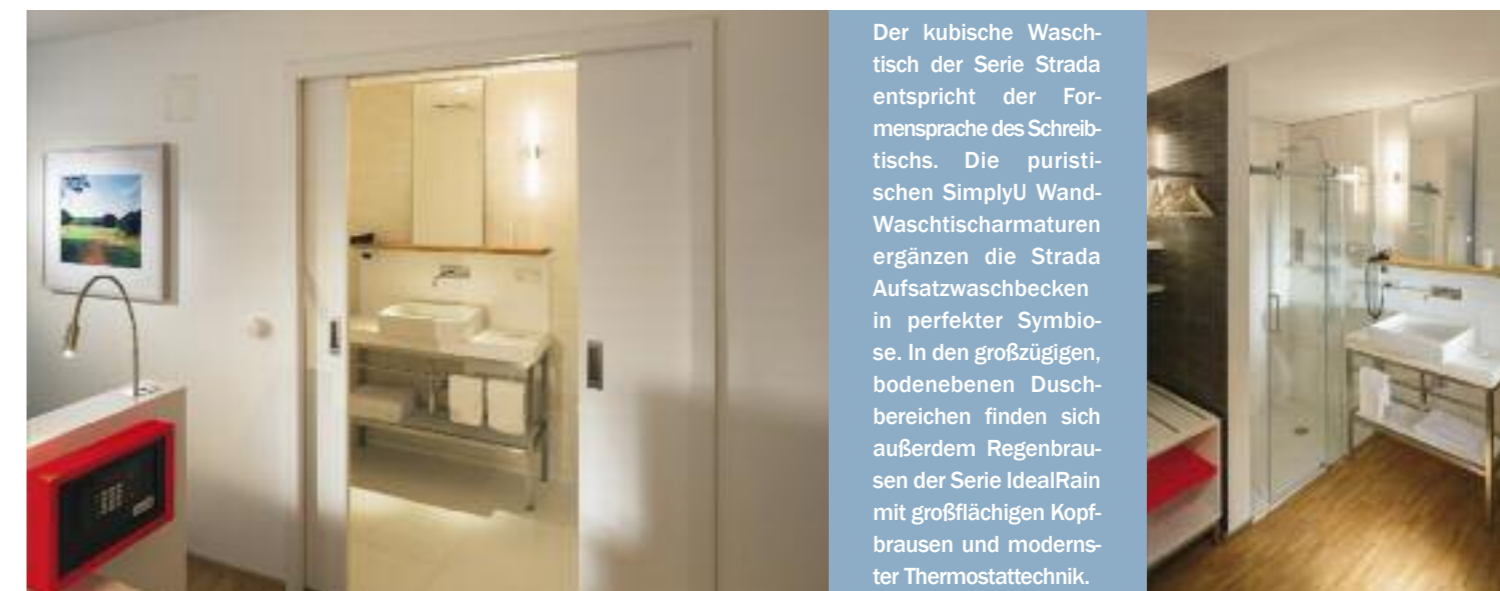 Der kubische Wasch-
tisch der Serie Strada
entspricht der For-
mensprache des Schreib-
tischs. Die puristi-
schen SimplyU Wand-
Waschtischarmaturen
ergänzen die Strada
Aufsatzwaschbecken
in perfekter Symbio-
se. In den großzügigen,
bodenebenen Dusch-
bereichen finden sich
außerdem Regenbrau-
sen der Serie IdealRain
mit großflächigen Kopf-
brausen und moderns-
ter Thermostattechnik.